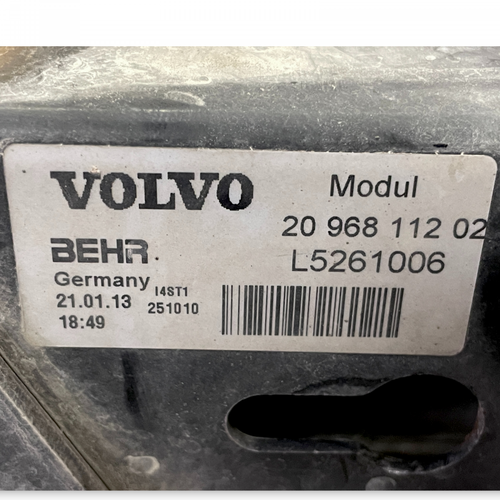 VOLVO Modul
20 968 112 02
BEHR L5261006
Germany I4ST1
21.01.13 251010
18:49